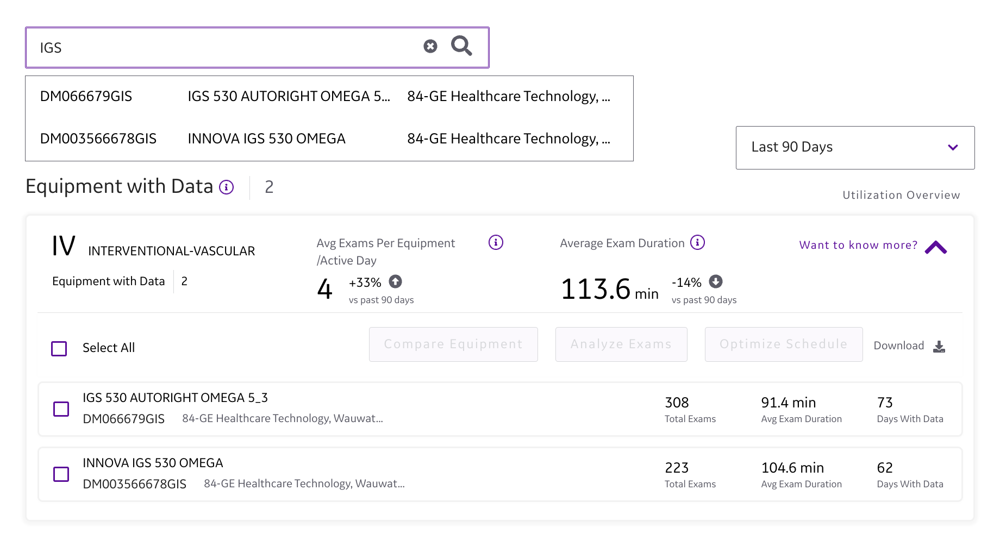 IGS
DM066679GIS IGS 530 AUTORIGHT OMEGA 5... 84-GE Healthcare Technology, ...
DM003566678GIS INNOVA IGS 530 OMEGA 84-GE Healthcare Technology, ...
Last 90 Days
Equipment with Data 2
Utilization Overview
IV INTERVENTIONAL-VASCULAR
Equipment with Data 2
Avg Exams Per Equipment
/Active Day
4 +33%
vs past 90 days
Average Exam Duration
113.6 min -14%
vs past 90 days
Want to know more?
Select All
Compare Equipment
Analyze Exams
Optimize Schedule
Download
IGS 530 AUTORIGHT OMEGA 5_3
DM066679GIS 84-GE Healthcare Technology, Wauwat...
308
Total Exams
91.4 min
Avg Exam Duration
73
Days With Data
INNOVA IGS 530 OMEGA
DM003566678GIS 84-GE Healthcare Technology, Wauwat...
223
Total Exams
104.6 min
Avg Exam Duration
62
Days With Data